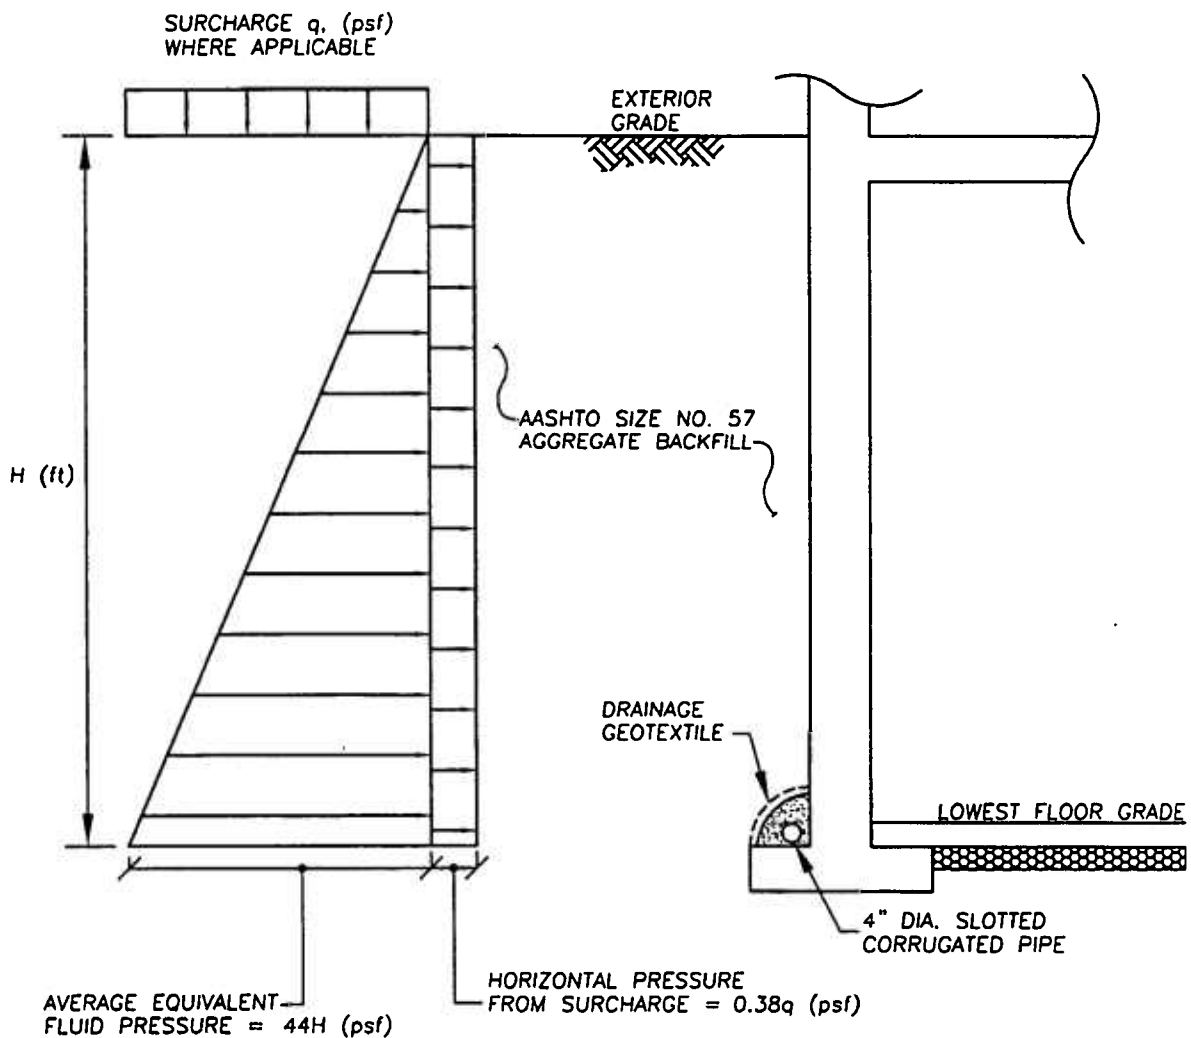 SURCHARGE q, (psf)
WHERE APPLICABLE
EXTERIOR
GRADE
H (ft)
AASHTO SIZE NO. 57
AGGREGATE BACKFILL
DRAINAGE
GEOTEXTILE
LOWEST FLOOR GRADE
4" DIA. SLOTTED
CORRUGATED PIPE
HORIZONTAL PRESSURE
FROM SURCHARGE = 0.38q (psf)
AVERAGE EQUIVALENT
FLUID PRESSURE = 44H (psf)